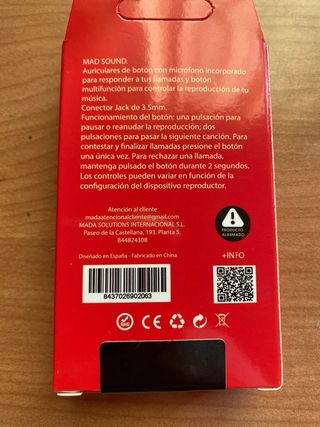 MAD SOUND.
Auriculares de botón con micrófono incorporado
para responder a tus llamadas y botón
multifunción para controlar la reproducción de tu
música.
Conector Jack de 3.5mm.
Funcionamiento del botón: una pulsación para
pausar o reanudar la reproducción; dos
pulsaciones para pasar la siguiente canción. Para
contestar y finalizar llamadas presione el botón
una única vez. Para rechazar una llamada,
mantenga pulsado el botón durante 2 segundos.
Los controles pueden variar en función de la
configuración del dispositivo reproductor.
Atención al cliente
madaatencionalcliente@gmail.com
MADA SOLUTIONS INTERNACIONAL S.L.
Paseo de la Castellana, 193. Planta 5.
B44824308
PRODUCTO
ALARMADO
Diseñado en España - Fabricado en China
+INFO
8437026902063
CE